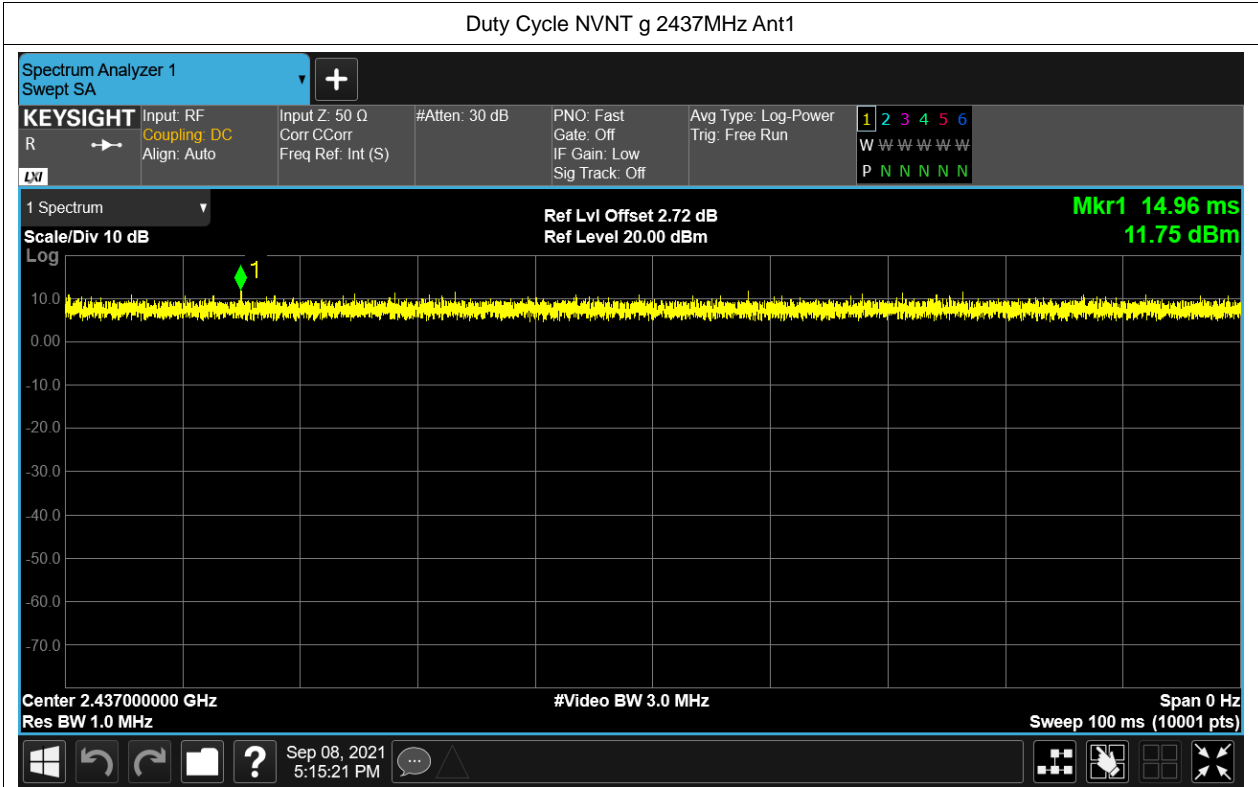 Duty Cycle NVNT g 2437MHz Ant1
Spectrum Analyzer 1
Swept SA
KEYSIGHT
R
LXI
Input: RF
Coupling: DC
Align: Auto
Input Z: 50 Ω
Corr CCorr
Freq Ref: Int (S)
#Atten: 30 dB
PNO: Fast
Gate: Off
IF Gain: Low
Sig Track: Off
Avg Type: Log-Power
Trig: Free Run
1 2 3 4 5 6
W W W W W W
P N N N N N
1 Spectrum
Scale/Div 10 dB
Ref Lvl Offset 2.72 dB
Ref Level 20.00 dBm
Mkr1 14.96 ms
11.75 dBm
Log
1
10.0
0.00
-10.0
-20.0
-30.0
-40.0
-50.0
-60.0
-70.0
Center 2.437000000 GHz
Res BW 1.0 MHz
#Video BW 3.0 MHz
Span 0 Hz
Sweep 100 ms (10001 pts)
?
Sep 08, 2021
5:15:21 PM